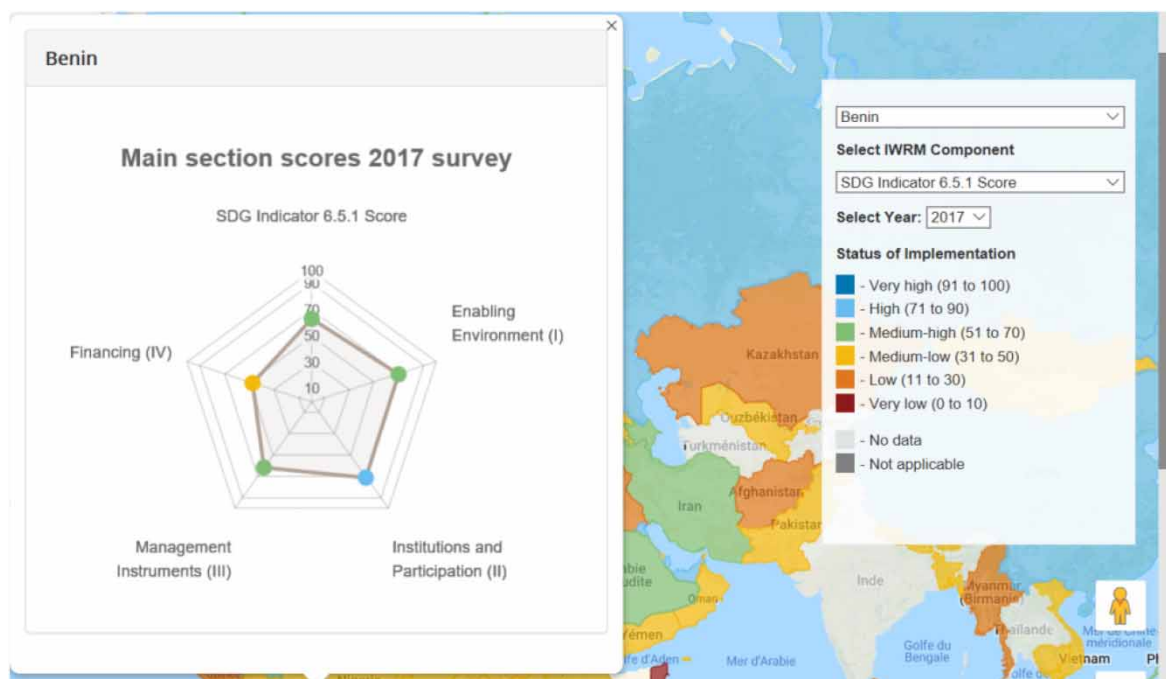 Benin
Main section scores 2017 survey
SDG Indicator 6.5.1 Score
100
90
70
50
30
10
Enabling
Environment (I)
Financing (IV)
Management
Instruments (III)
Institutions and
Participation (II)
Benin
Select IWRM Component
SDG Indicator 6.5.1 Score
Select Year: 2017
Status of Implementation
- Very high (91 to 100)
- High (71 to 90)
- Medium-high (51 to 70)
- Medium-low (31 to 50)
- Low (11 to 30)
- Very low (0 to 10)
- No data
- Not applicable
Kazakhstan
Ouzbékistan
Turkménistan
Afghanistan
Iran
Pakistan
Inde
Oman
Yémen
Myanmar
(Birmanie)
Thaïlande
Mer de Chine
méridionale
Vietnam
Golfe du
Bengale
Mer d'Arabie